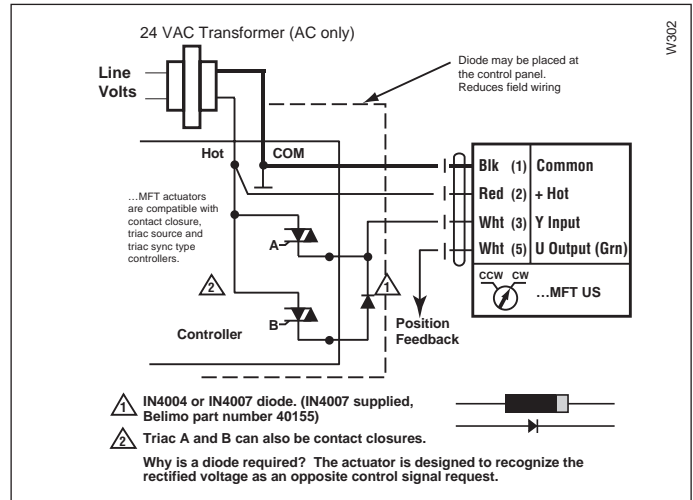 24 VAC Transformer (AC only)
W302
Line
Volts
Diode may be placed at
the control panel.
Reduces field wiring
Hot
COM
Blk (1) Common
Red (2) + Hot
Wht (3) Y Input
Wht (5) U Output (Grn)
CCW CW
...MFT US
...MFT actuators
are compatible with
contact closure,
triac source and
triac sync type
controllers.
A
2
1
B
Controller
Position
Feedback
1 IN4004 or IN4007 diode. (IN4007 supplied,
Belimo part number 40155)
2 Triac A and B can also be contact closures.
Why is a diode required? The actuator is designed to recognize the
rectified voltage as an opposite control signal request.